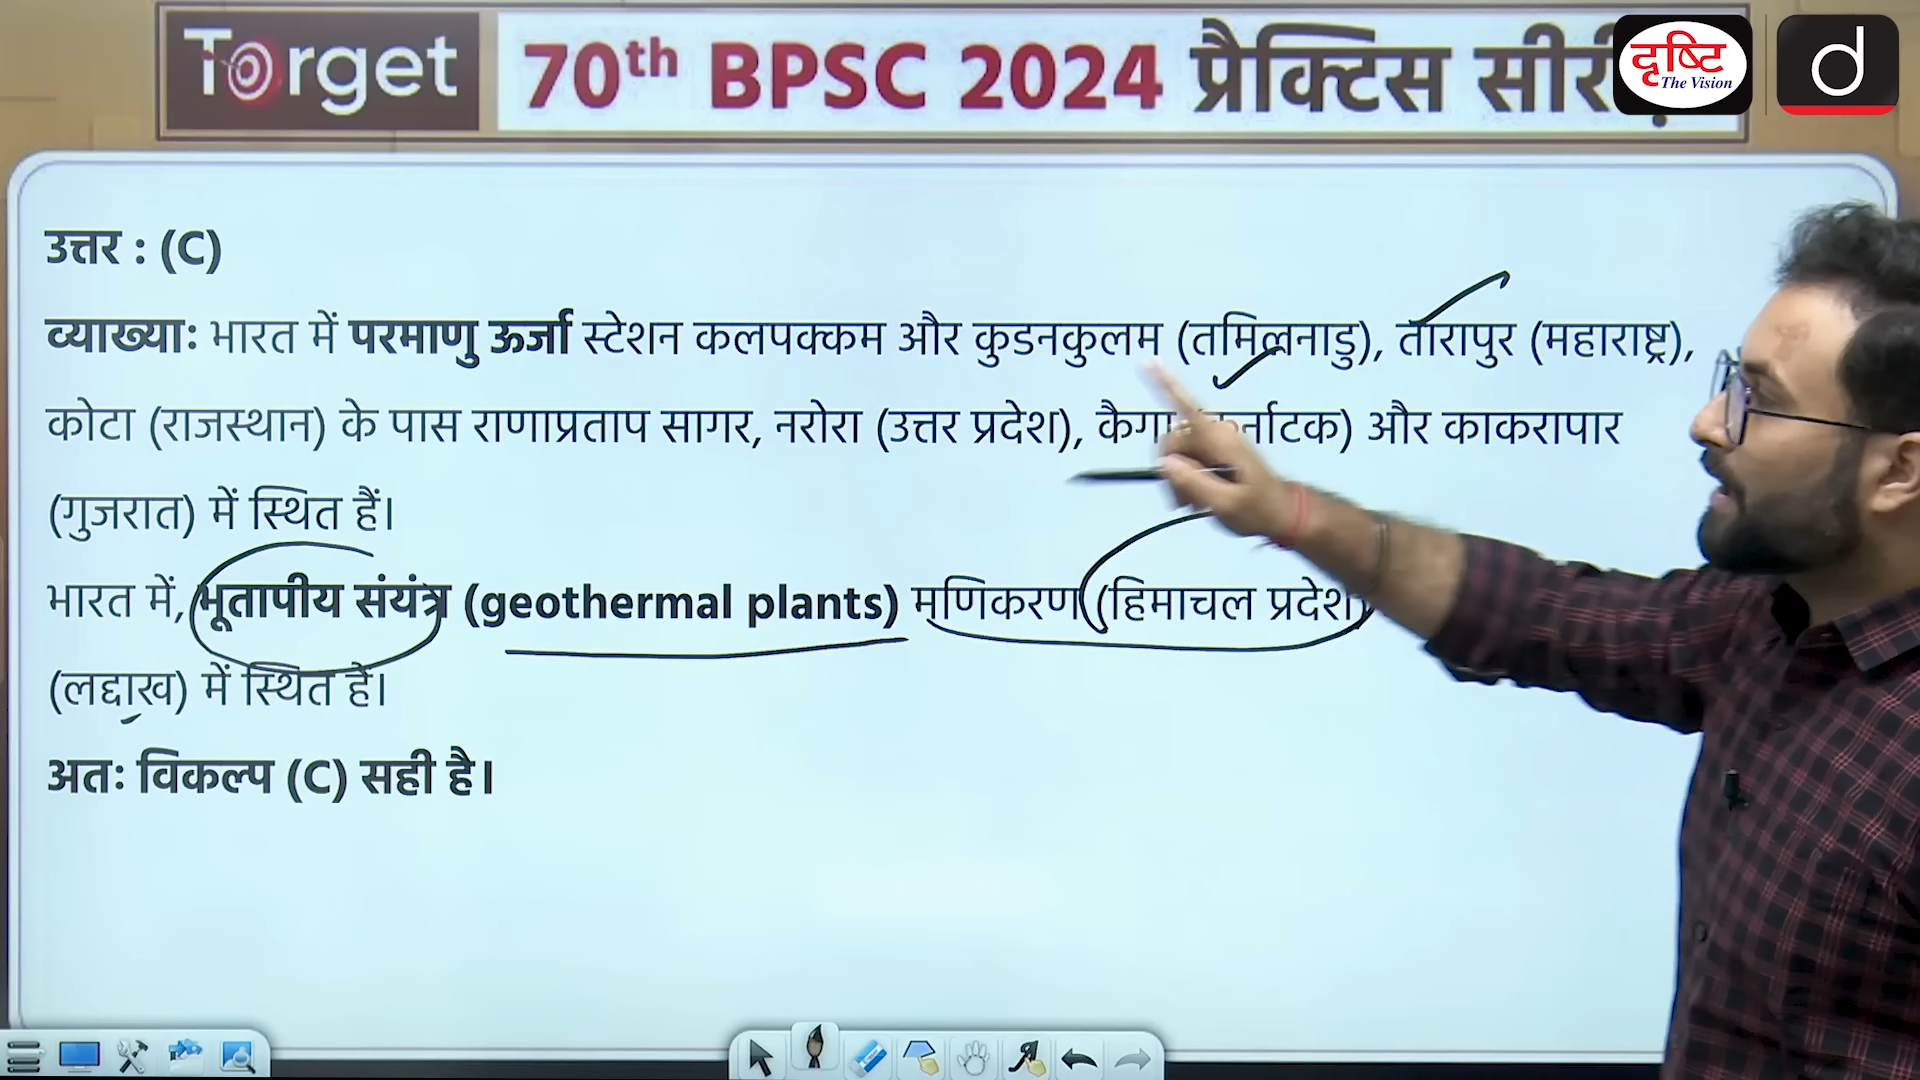 Target
70th BPSC 2024 प्रैक्टिस
दृष्टि
The Vision
d
उत्तर : (C)
व्याख्याः भारत में परमाणु ऊर्जा स्टेशन कलपक्कम और कुडनकुलम (तमिलनाडु), तारापुर (महाराष्ट्र),
कोटा (राजस्थान) के पास राणाप्रताप सागर, नरोरा (उत्तर प्रदेश), कैगा और काकरापार
(गुजरात) में स्थित हैं।
भारत में, भूतापीय संयंत्र (geothermal plants) मणिकरण (हिमाचल प्रदेश)
(लद्दाख) में स्थित हैं।
अतः विकल्प (C) सही है।